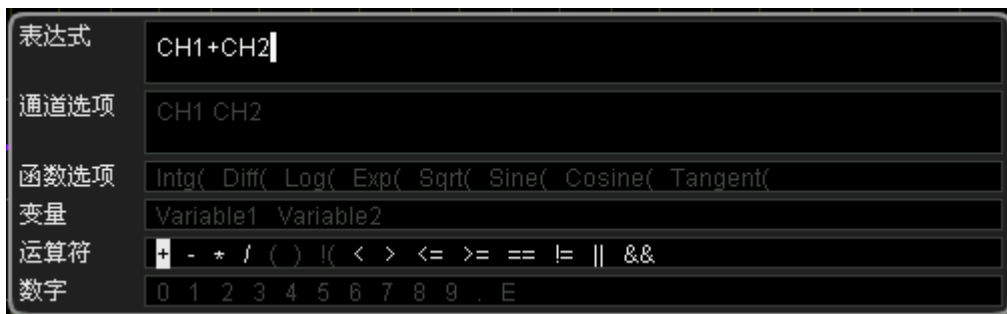 表达式 CH1+CH2
通道选项 CH1 CH2
函数选项 Intg( Diff( Log( Exp( Sqrt( Sine( Cosine( Tangent(
变量 Variable1 Variable2
运算符 + - * / ( ) !( < > <= >= == != || &&
数字 0 1 2 3 4 5 6 7 8 9 . E